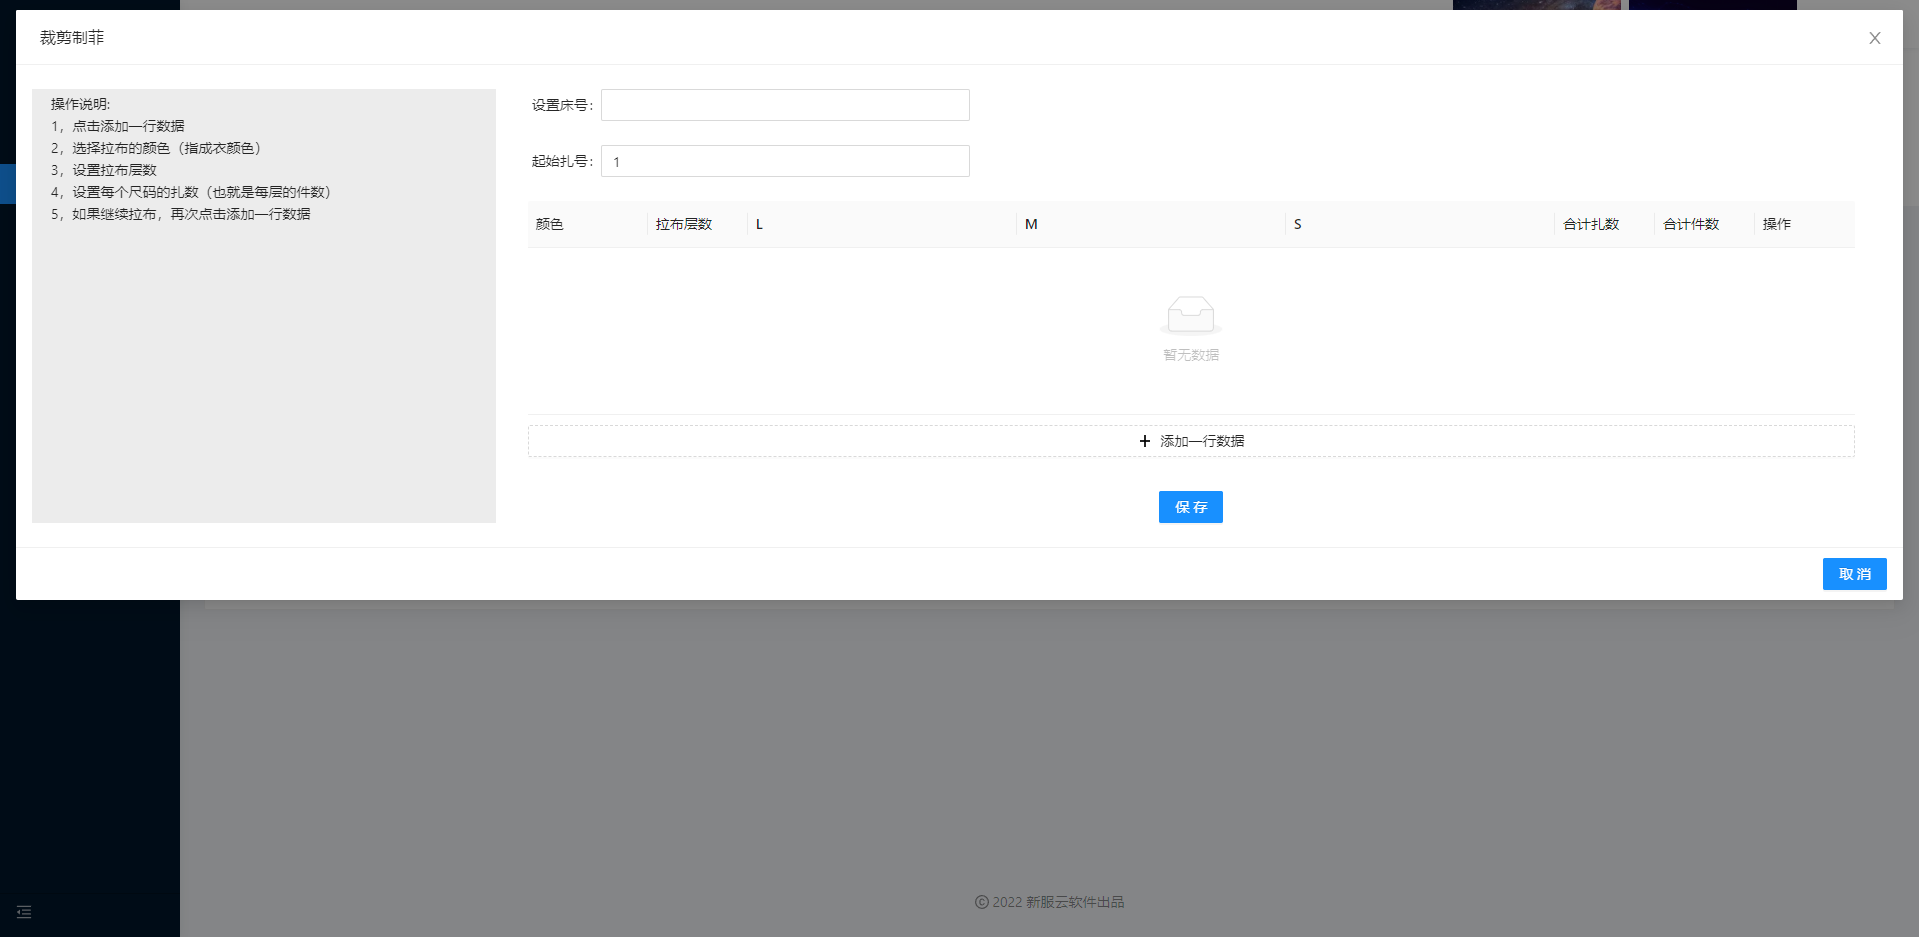 裁剪制菲
操作说明:
1，点击添加一行数据
2，选择拉布的颜色（指成衣颜色）
3，设置拉布层数
4，设置每个尺码的扎数（也就是每层的件数）
5，如果继续拉布，再次点击添加一行数据
设置床号:
起始扎号: 1
颜色 拉布层数 L M S 合计扎数 合计件数 操作
暂无数据
+ 添加一行数据
保 存
取 消
© 2022 新服云软件出品